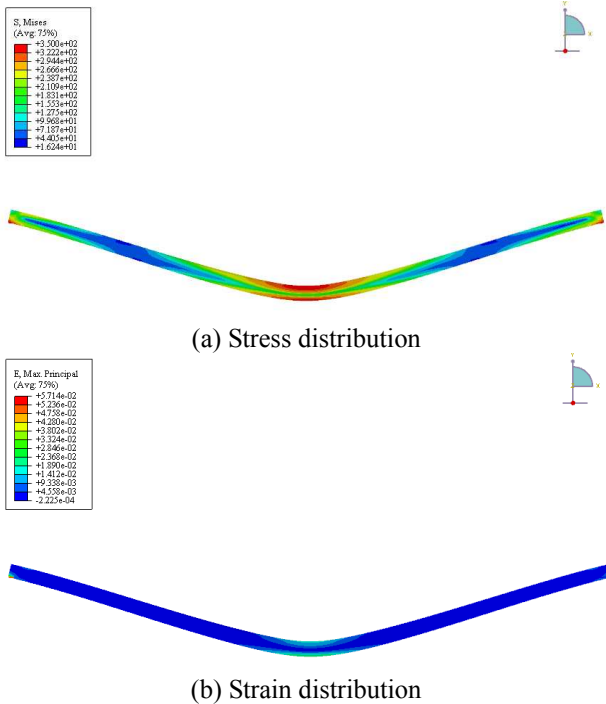 S, Mises
(Avg: 75%)
+3.500e+02
+3.222e+02
+2.944e+02
+2.666e+02
+2.387e+02
+2.109e+02
+1.831e+02
+1.553e+02
+1.275e+02
+9.968e+01
+7.187e+01
+4.405e+01
+1.624e+01
Y
X
(a) Stress distribution
E, Max. Principal
(Avg: 75%)
+5.714e-02
+5.236e-02
+4.758e-02
+4.280e-02
+3.802e-02
+3.324e-02
+2.846e-02
+2.368e-02
+1.890e-02
+1.412e-02
+9.338e-03
+4.558e-03
-2.225e-04
Y
X
(b) Strain distribution